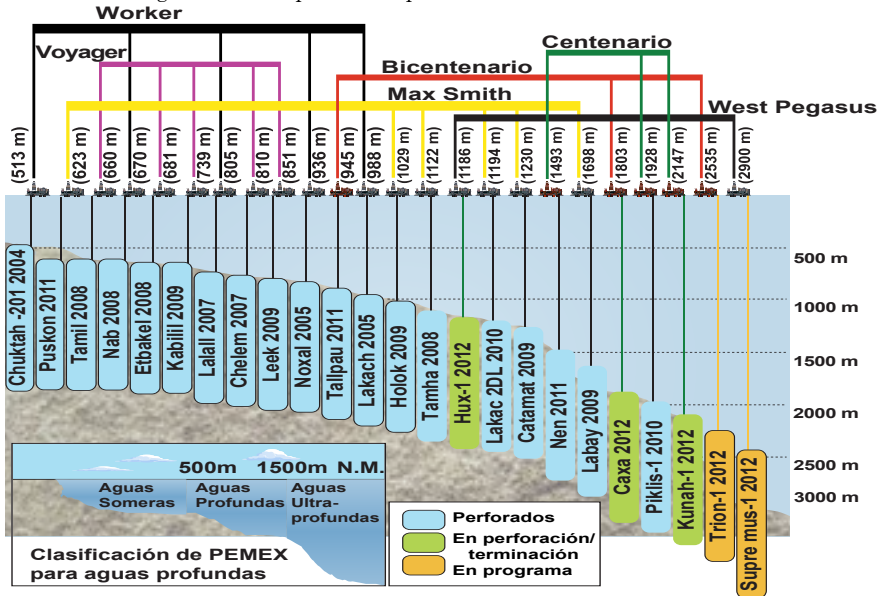 Worker
Centenario
Voyager
Bicentenario
Max Smith
West Pegasus
(513 m)
(623 m)
(660 m)
(670 m)
(681 m)
(739 m)
(805 m)
(810 m)
(851 m)
(936 m)
(945 m)
(988 m)
(1029 m)
(1122 m)
(1186 m)
(1194 m)
(1230 m)
(1493 m)
(1698 m)
(1803 m)
(1928 m)
(2147 m)
(2535 m)
(2900 m)
500 m
1000 m
1500 m
2000 m
2500 m
3000 m
Chuktah -201 2004
Puskon 2011
Tamil 2008
Nab 2008
Etbakel 2008
Kabilil 2009
Lalall 2007
Chelem 2007
Leek 2009
Noxal 2005
Talipau 2011
Lakach 2005
Holok 2009
Tamha 2008
Hux-1 2012
Lakac 2DL 2010
Catamat 2009
Nen 2011
Labay 2009
Caxa 2012
Piklis-1 2010
Kunah-1 2012
Trion-1 2012
Supre mus-1 2012
500m 1500m N.M.
Aguas
Someras
Aguas
Profundas
Aguas
Ultra-
profundas
Clasificación de PEMEX
para aguas profundas
Perforados
En perforación/
terminación
En programa